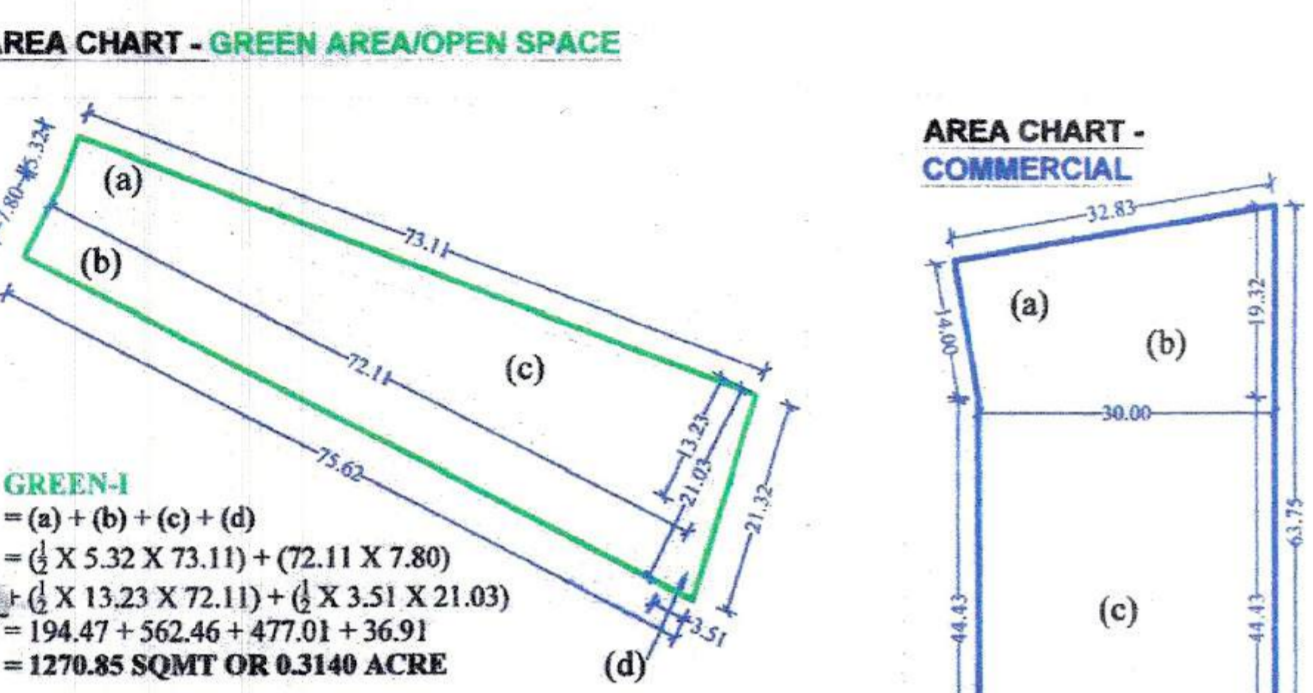 AREA CHART - GREEN AREA/OPEN SPACE
5.32
7.80
(a)
73.11
(b)
72.11
(c)
75.62
13.23
21.03
21.32
3.51
(d)
GREEN-I
= (a) + (b) + (c) + (d)
= (½ X 5.32 X 73.11) + (72.11 X 7.80)
+ (½ X 13.23 X 72.11) + (½ X 3.51 X 21.03)
= 194.47 + 562.46 + 477.01 + 36.91
= 1270.85 SQMT OR 0.3140 ACRE
AREA CHART -
COMMERCIAL
32.83
(a)
14.00
(b)
19.32
30.00
63.75
(c)
44.43
44.43